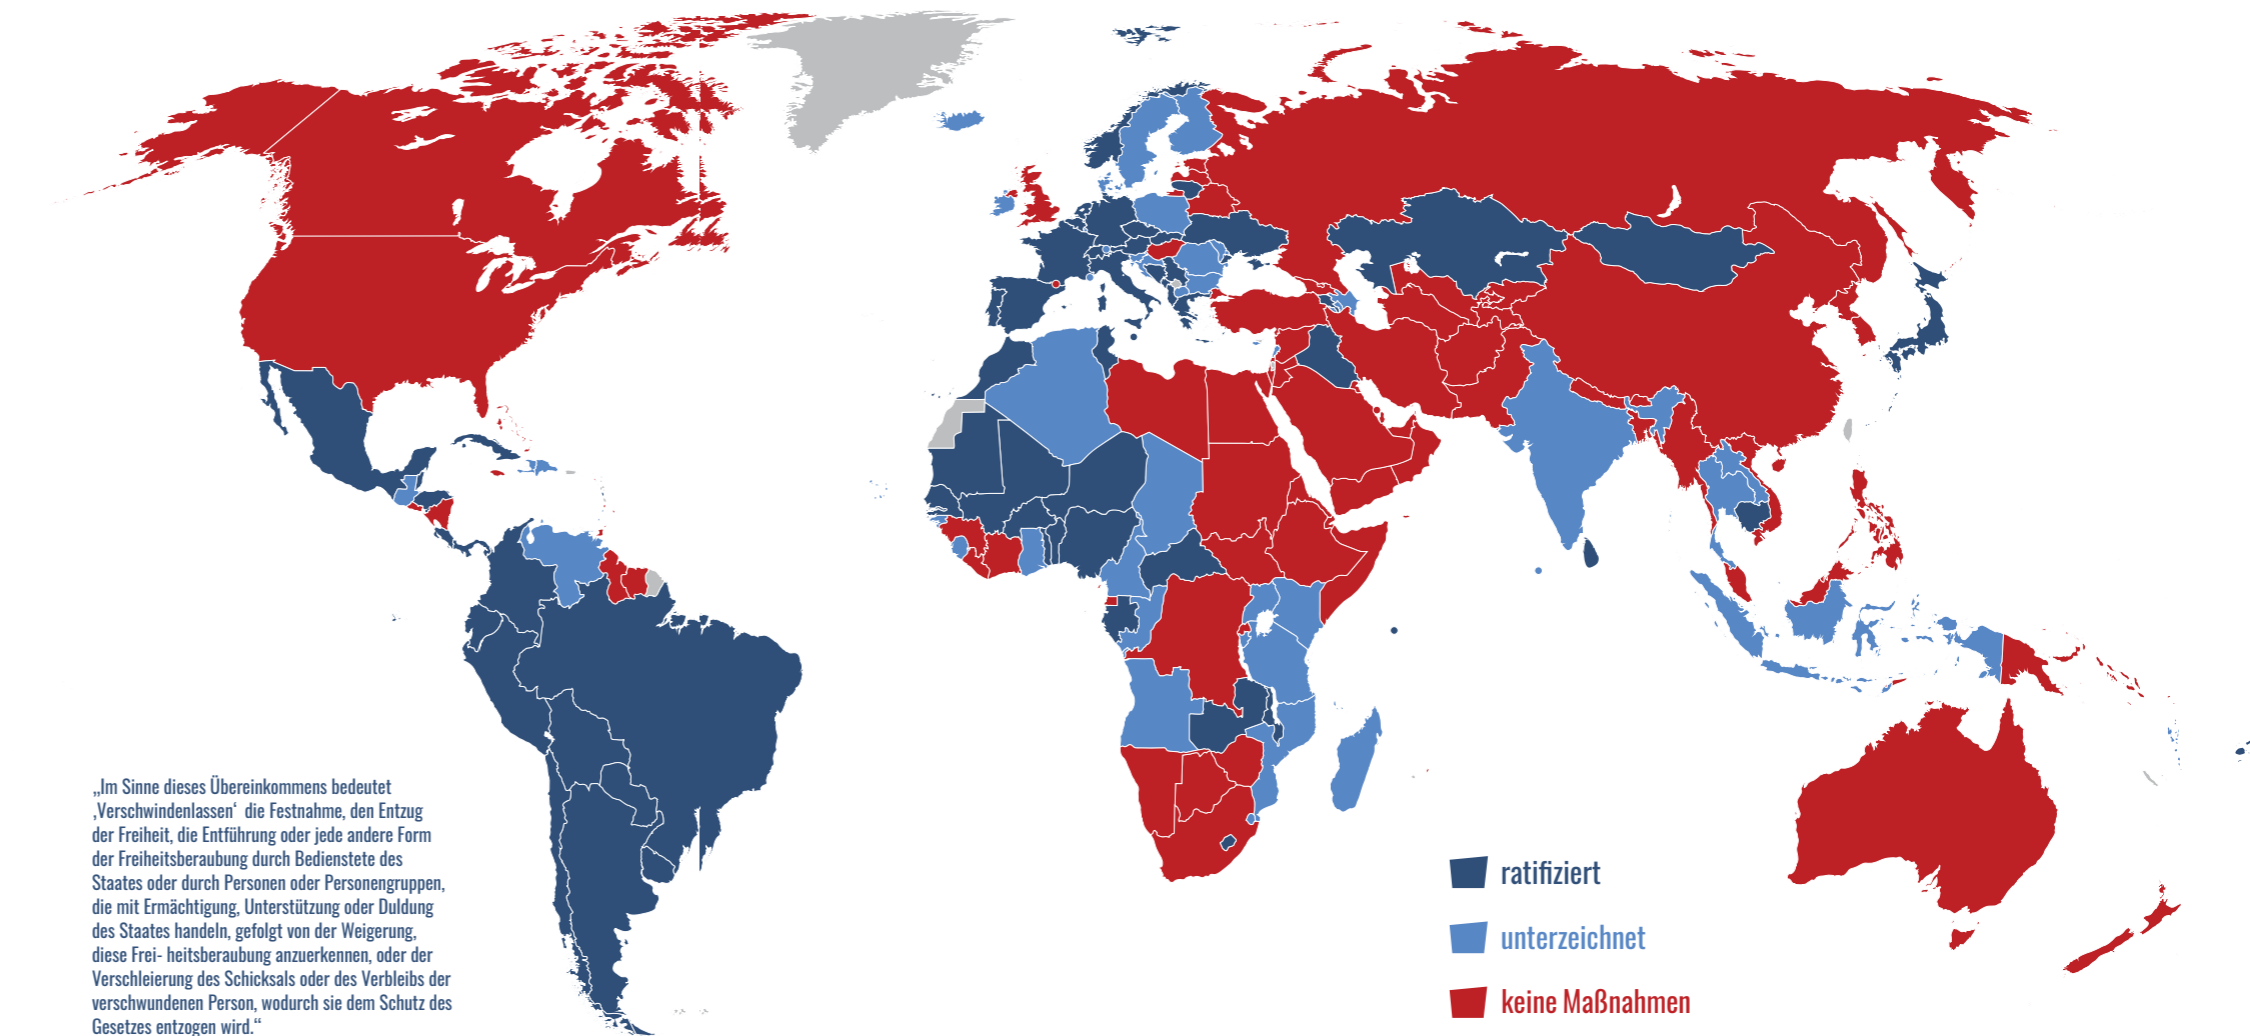 „Im Sinne dieses Übereinkommens bedeutet
‚Verschwindenlassen‘ die Festnahme, den Entzug
der Freiheit, die Entführung oder jede andere Form
der Freiheitsberaubung durch Bedienstete des
Staates oder durch Personen oder Personengruppen,
die mit Ermächtigung, Unterstützung oder Duldung
des Staates handeln, gefolgt von der Weigerung,
diese Frei- heitsberaubung anzuerkennen, oder der
Verschleierung des Schicksals oder des Verbleibs der
verschwundenen Person, wodurch sie dem Schutz des
Gesetzes entzogen wird.“
ratifiziert
unterzeichnet
keine Maßnahmen